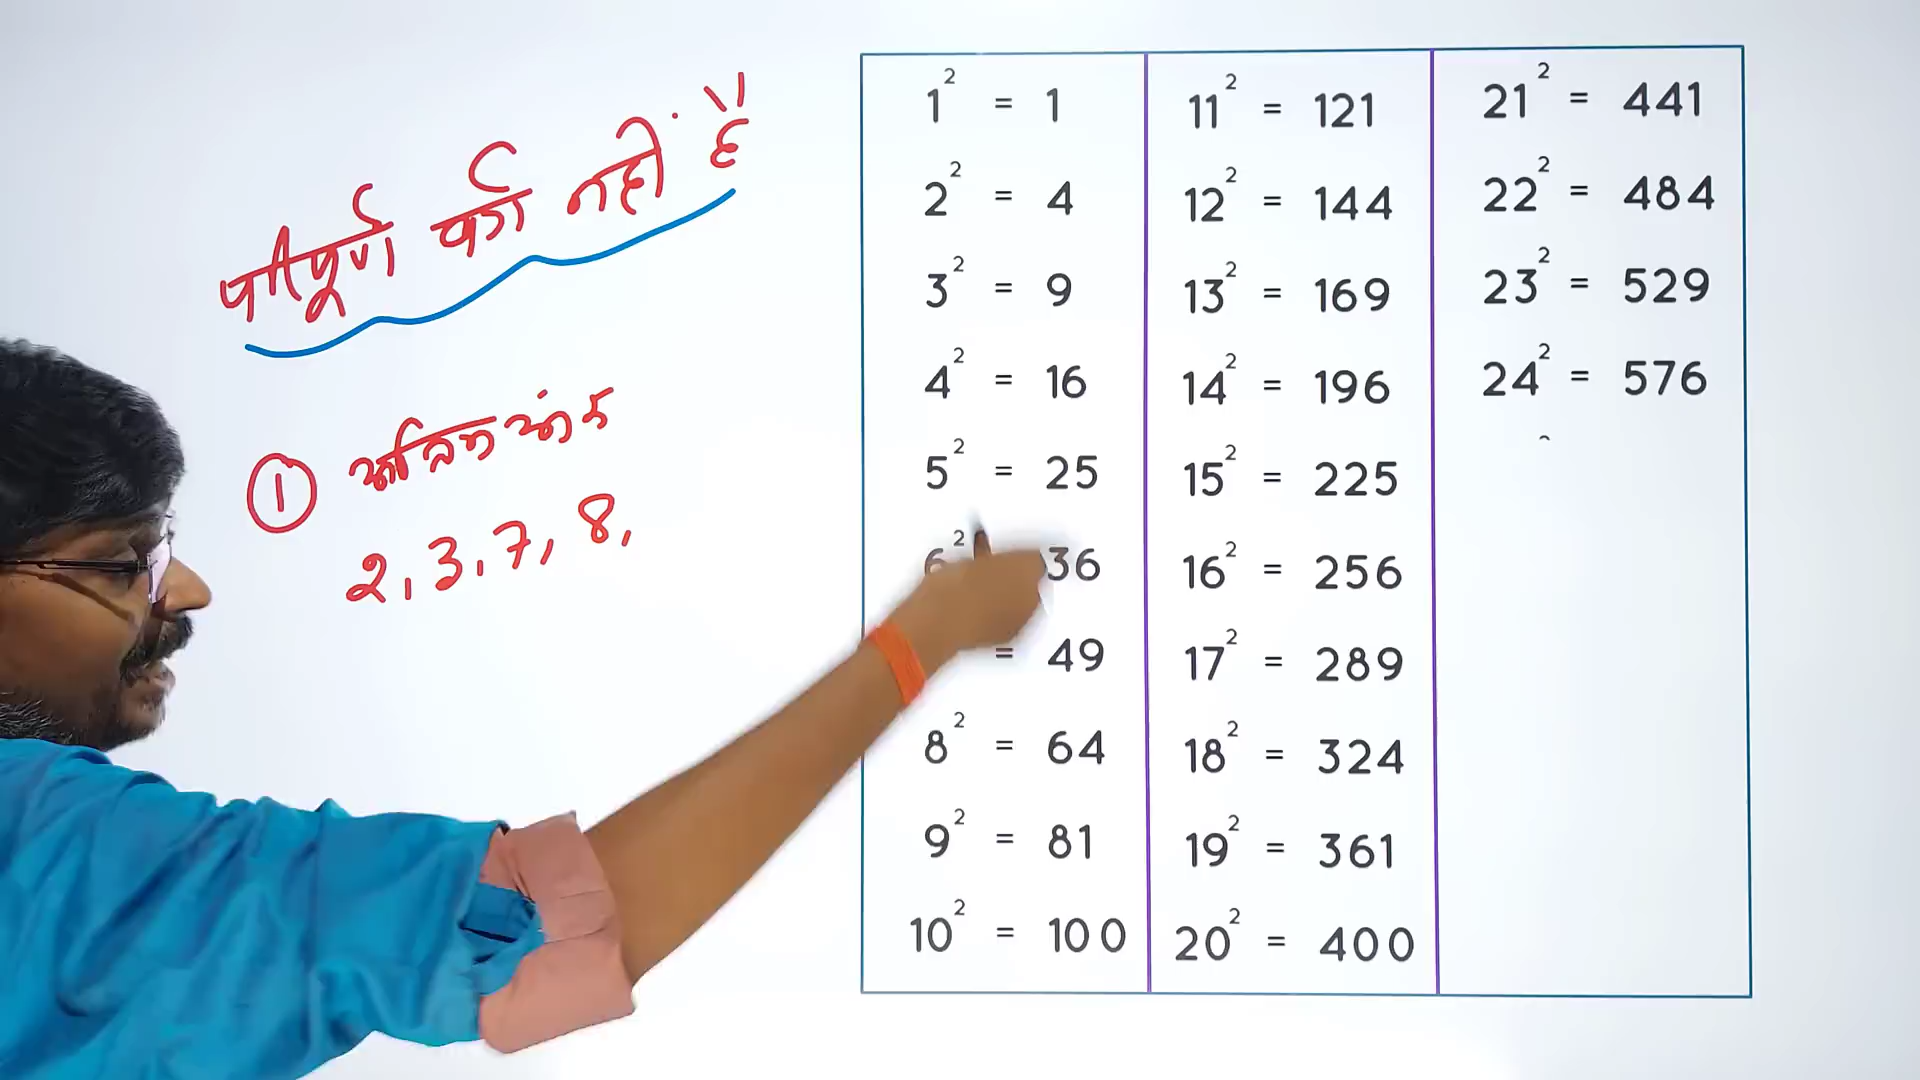 परिपूर्ण वर्ग नहीं है
① अंतिम अंक
2, 3, 7, 8,
1² = 1
2² = 4
3² = 9
4² = 16
5² = 25
6² 36
= 49
8² = 64
9² = 81
10² = 100
11² = 121
12² = 144
13² = 169
14² = 196
15² = 225
16² = 256
17² = 289
18² = 324
19² = 361
20² = 400
21² = 441
22² = 484
23² = 529
24² = 576